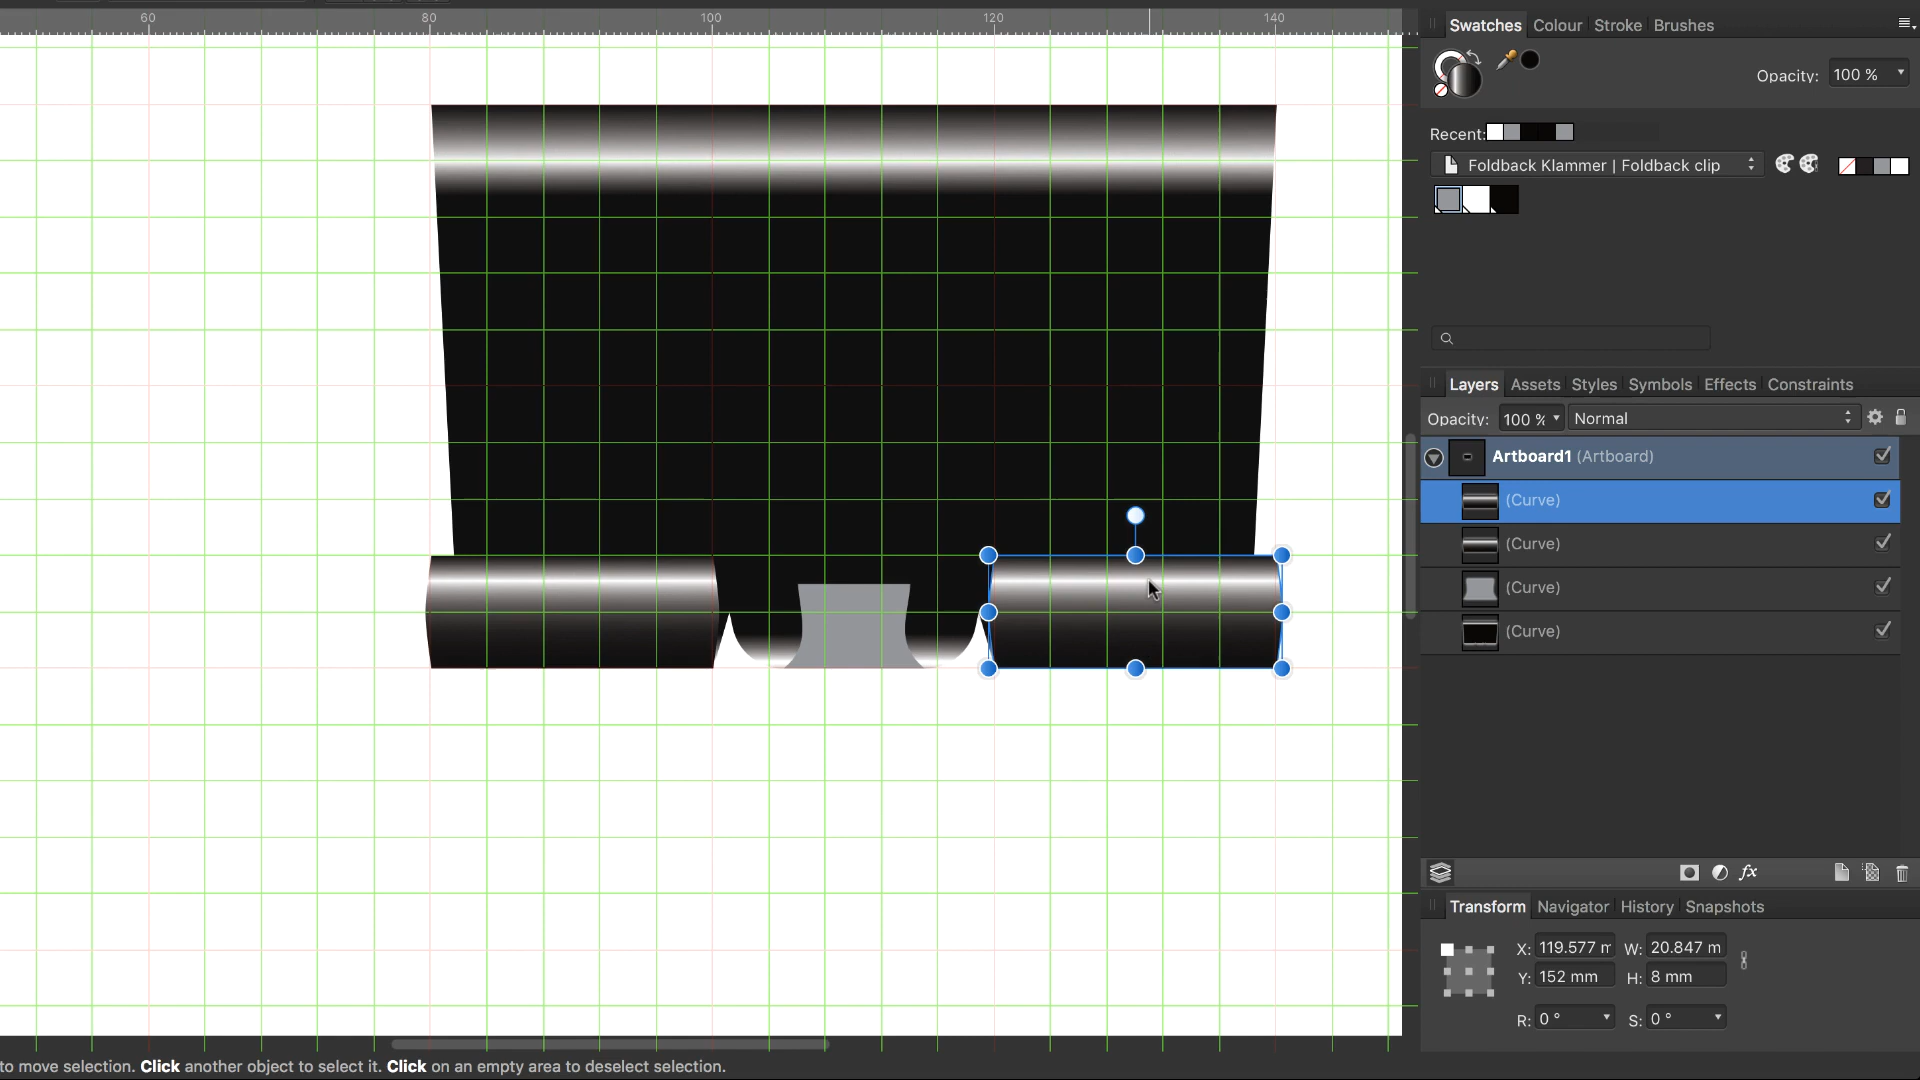 60 80 100 120 140
Swatches Colour Stroke Brushes
Opacity: 100 %
Recent:
Foldback Klammer | Foldback clip
Layers Assets Styles Symbols Effects Constraints
Opacity: 100 % Normal
Artboard1 (Artboard)
(Curve)
(Curve)
(Curve)
(Curve)
fx
Transform Navigator History Snapshots
X: 119.577 m W: 20.847 m
Y: 152 mm H: 8 mm
R: 0 ° S: 0 °
to move selection. Click another object to select it. Click on an empty area to deselect selection.